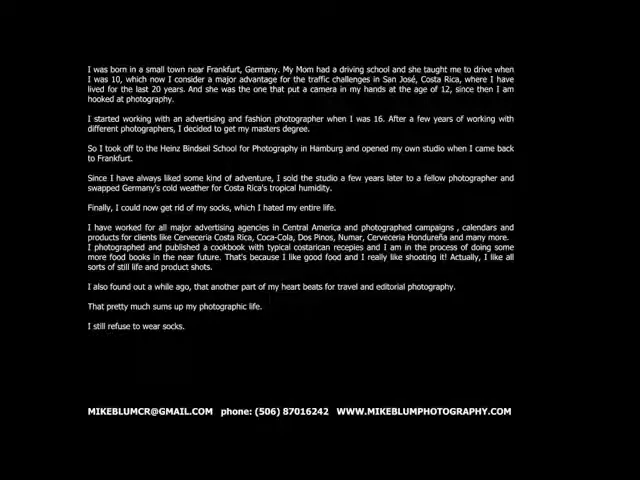 I was born in a small town near Frankfurt, Germany. My Mom had a driving school and she taught me to drive when
I was 10, which now I consider a major advantage for the traffic challenges in San José, Costa Rica, where I have
lived for the last 20 years. And she was the one that put a camera in my hands at the age of 12, since then I am
hooked at photography.
I started working with an advertising and fashion photographer when I was 16. After a few years of working with
different photographers, I decided to get my masters degree.
So I took off to the Heinz Bindseil School for Photography in Hamburg and opened my own studio when I came back
to Frankfurt.
Since I have always liked some kind of adventure, I sold the studio a few years later to a fellow photographer and
swapped Germany's cold weather for Costa Rica's tropical humidity.
Finally, I could now get rid of my socks, which I hated my entire life.
I have worked for all major advertising agencies in Central America and photographed campaigns , calendars and
products for clients like Cerveceria Costa Rica, Coca-Cola, Dos Pinos, Numar, Cerveceria Hondureña and many more.
I photographed and published a cookbook with typical costarican recepies and I am in the process of doing some
more food books in the near future. That's because I like good food and I really like shooting it! Actually, I like all
sorts of still life and product shots.
I also found out a while ago, that another part of my heart beats for travel and editorial photography.
That pretty much sums up my photographic life.
I still refuse to wear socks.
MIKEBLUMCR@GMAIL.COM phone: (506) 87016242 WWW.MIKEBLUMPHOTOGRAPHY.COM